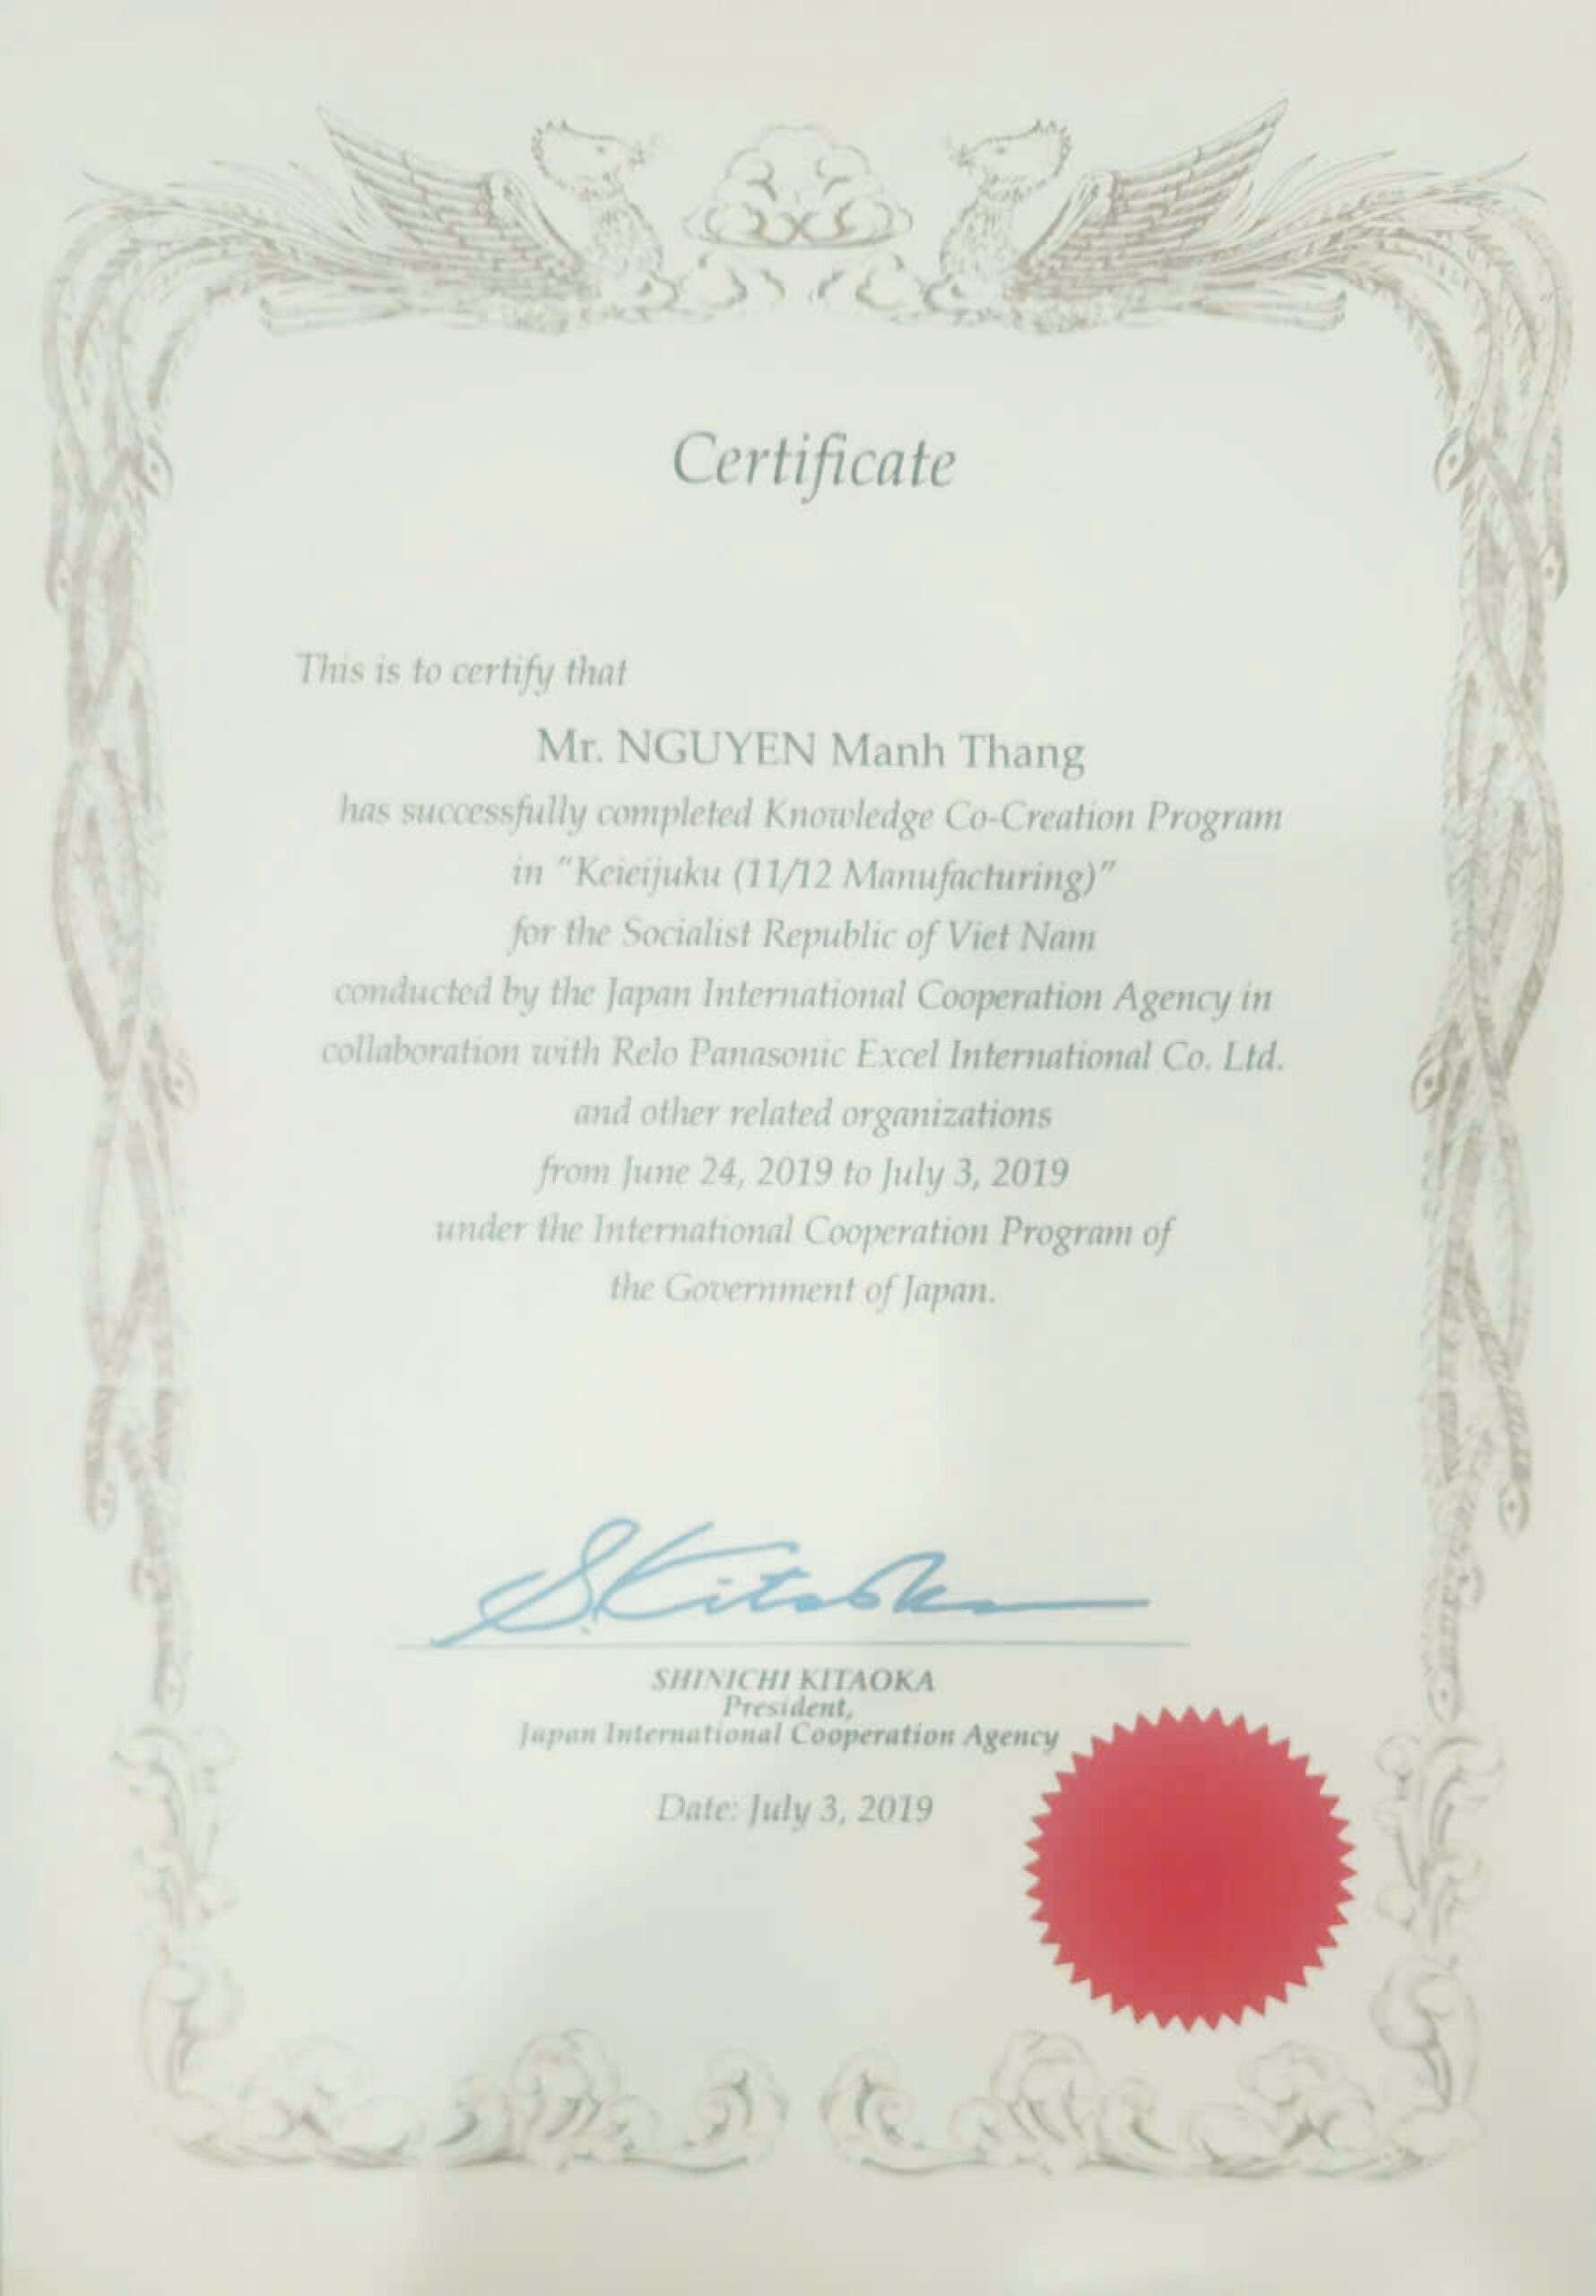 Certificate
This is to certify that
Mr. NGUYEN Manh Thang
has successfully completed Knowledge Co-Creation Program
in "Keieijuku (11/12 Manufacturing)"
for the Socialist Republic of Viet Nam
conducted by the Japan International Cooperation Agency in
collaboration with Relo Panasonic Excel International Co. Ltd.
and other related organizations
from June 24, 2019 to July 3, 2019
under the International Cooperation Program of
the Government of Japan.
S. Kitaoka
SHINICHI KITAOKA
President,
Japan International Cooperation Agency
Date: July 3, 2019